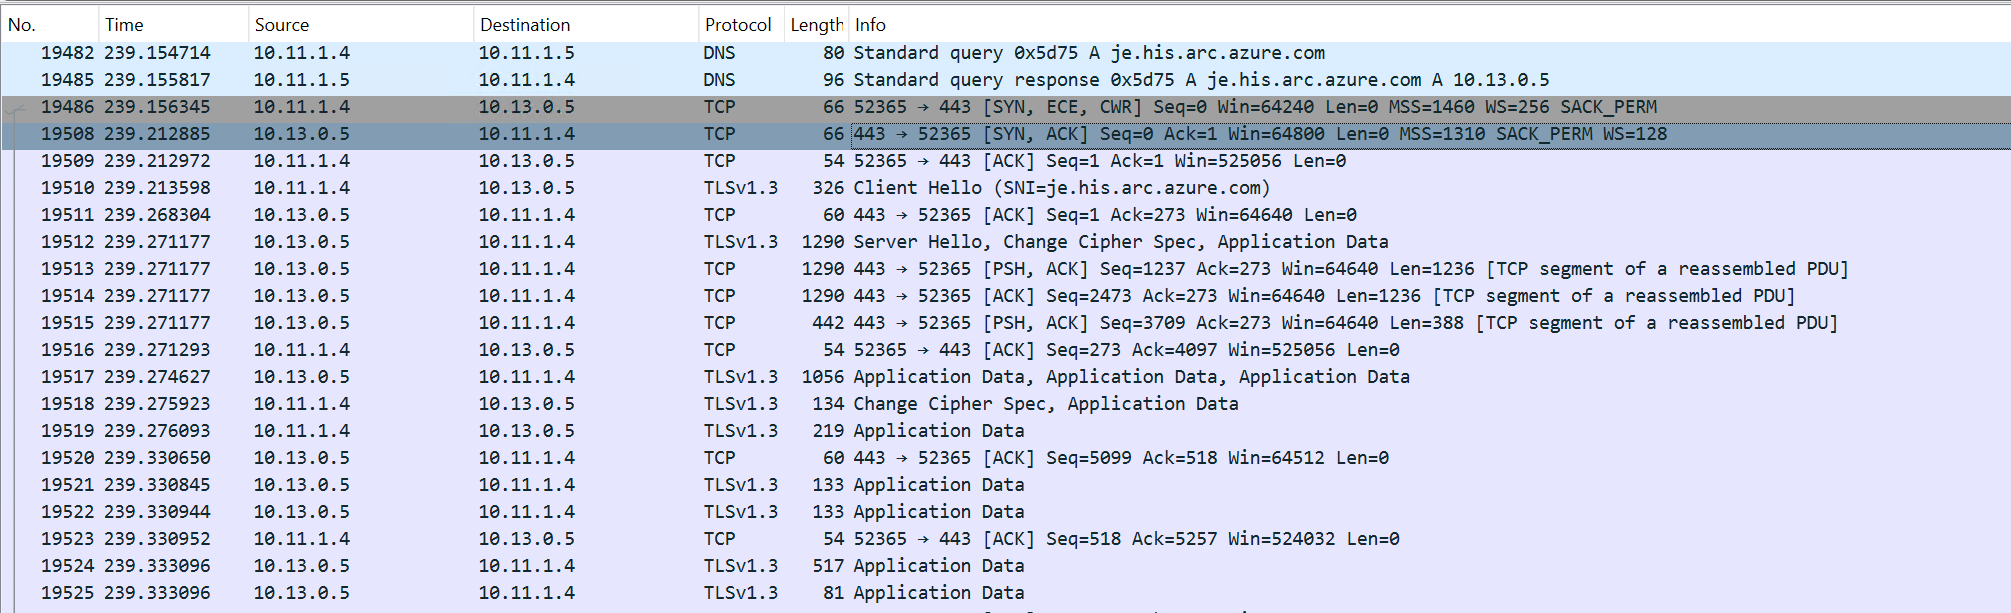 No. Time Source Destination Protocol Length Info
19482 239.154714 10.11.1.4 10.11.1.5 DNS 80 Standard query 0x5d75 A je.his.arc.azure.com
19485 239.155817 10.11.1.5 10.11.1.4 DNS 96 Standard query response 0x5d75 A je.his.arc.azure.com A 10.13.0.5
19486 239.156345 10.11.1.4 10.13.0.5 TCP 66 52365 → 443 [SYN, ECE, CWR] Seq=0 Win=64240 Len=0 MSS=1460 WS=256 SACK_PERM
19508 239.212885 10.13.0.5 10.11.1.4 TCP 66 443 → 52365 [SYN, ACK] Seq=0 Ack=1 Win=64800 Len=0 MSS=1310 SACK_PERM WS=128
19509 239.212972 10.11.1.4 10.13.0.5 TCP 54 52365 → 443 [ACK] Seq=1 Ack=1 Win=525056 Len=0
19510 239.213598 10.11.1.4 10.13.0.5 TLSv1.3 326 Client Hello (SNI=je.his.arc.azure.com)
19511 239.268304 10.13.0.5 10.11.1.4 TCP 60 443 → 52365 [ACK] Seq=1 Ack=273 Win=64640 Len=0
19512 239.271177 10.13.0.5 10.11.1.4 TLSv1.3 1290 Server Hello, Change Cipher Spec, Application Data
19513 239.271177 10.13.0.5 10.11.1.4 TCP 1290 443 → 52365 [PSH, ACK] Seq=1237 Ack=273 Win=64640 Len=1236 [TCP segment of a reassembled PDU]
19514 239.271177 10.13.0.5 10.11.1.4 TCP 1290 443 → 52365 [ACK] Seq=2473 Ack=273 Win=64640 Len=1236 [TCP segment of a reassembled PDU]
19515 239.271177 10.13.0.5 10.11.1.4 TCP 442 443 → 52365 [PSH, ACK] Seq=3709 Ack=273 Win=64640 Len=388 [TCP segment of a reassembled PDU]
19516 239.271293 10.11.1.4 10.13.0.5 TCP 54 52365 → 443 [ACK] Seq=273 Ack=4097 Win=525056 Len=0
19517 239.274627 10.13.0.5 10.11.1.4 TLSv1.3 1056 Application Data, Application Data, Application Data
19518 239.275923 10.11.1.4 10.13.0.5 TLSv1.3 134 Change Cipher Spec, Application Data
19519 239.276093 10.11.1.4 10.13.0.5 TLSv1.3 219 Application Data
19520 239.330650 10.13.0.5 10.11.1.4 TCP 60 443 → 52365 [ACK] Seq=5099 Ack=518 Win=64512 Len=0
19521 239.330845 10.13.0.5 10.11.1.4 TLSv1.3 133 Application Data
19522 239.330944 10.13.0.5 10.11.1.4 TLSv1.3 133 Application Data
19523 239.330952 10.11.1.4 10.13.0.5 TCP 54 52365 → 443 [ACK] Seq=518 Ack=5257 Win=524032 Len=0
19524 239.333096 10.13.0.5 10.11.1.4 TLSv1.3 517 Application Data
19525 239.333096 10.13.0.5 10.11.1.4 TLSv1.3 81 Application Data